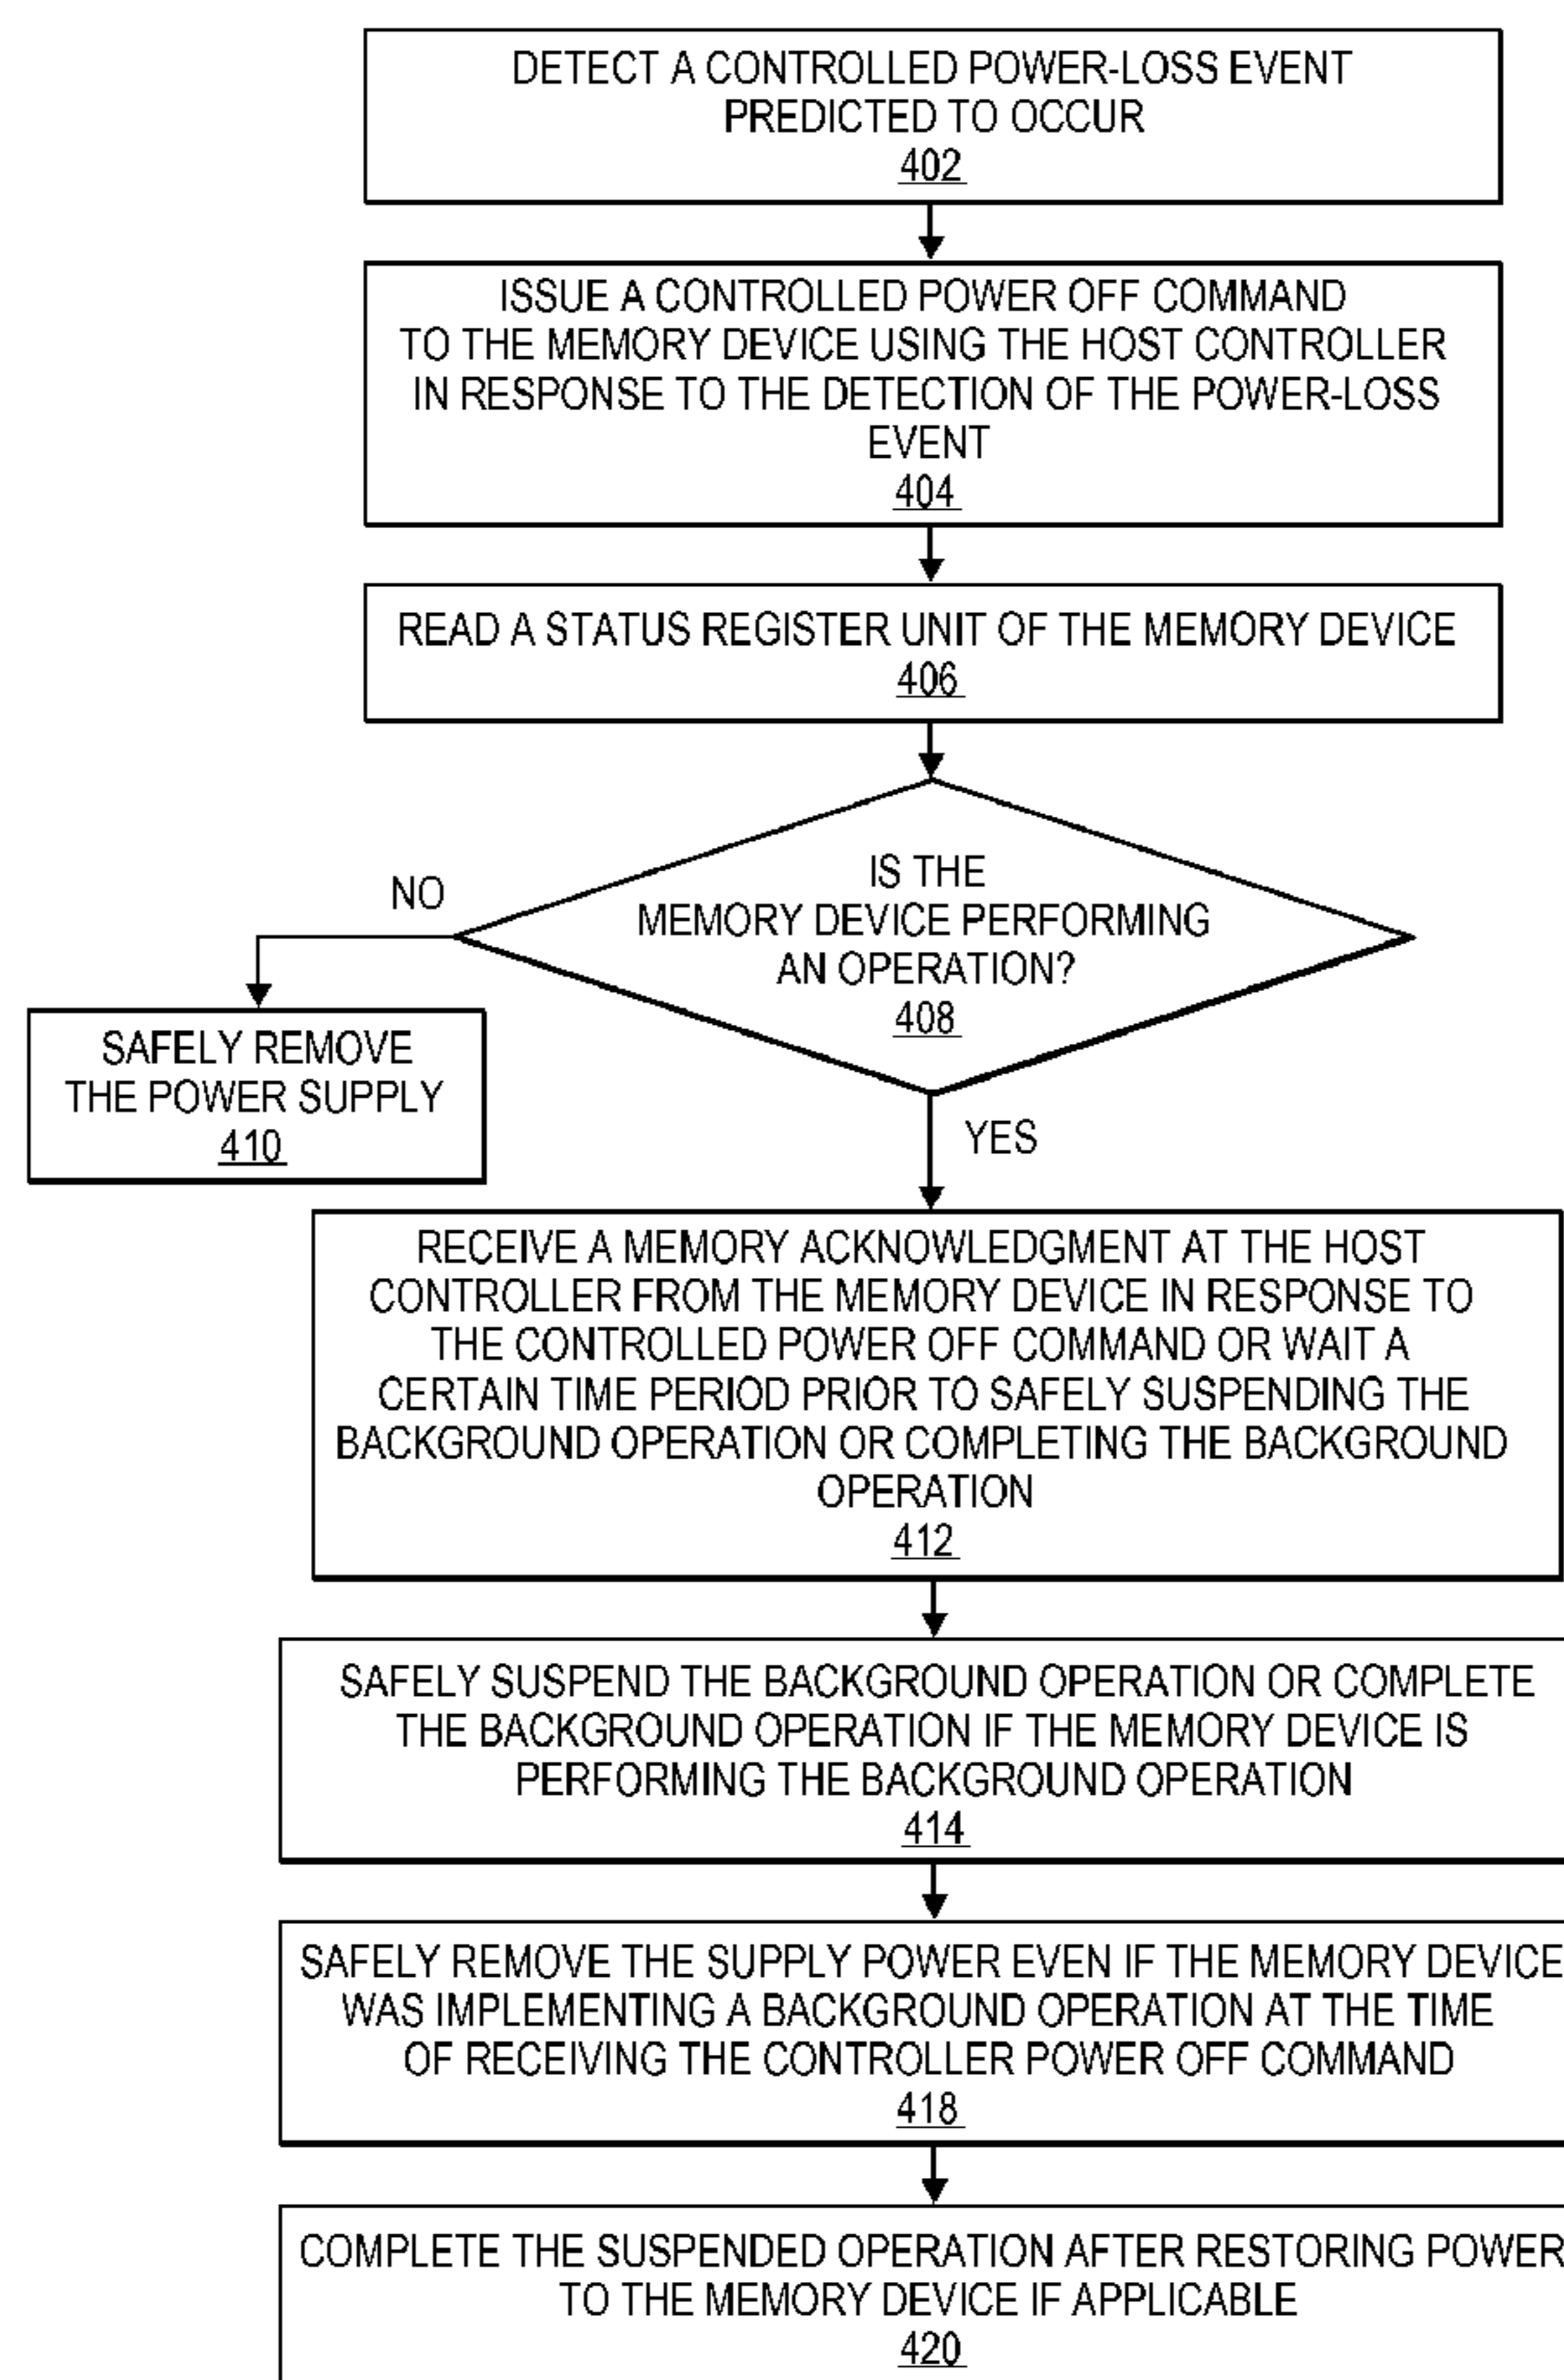 DETECT A CONTROLLED POWER-LOSS EVENT
PREDICTED TO OCCUR
402
ISSUE A CONTROLLED POWER OFF COMMAND
TO THE MEMORY DEVICE USING THE HOST CONTROLLER
IN RESPONSE TO THE DETECTION OF THE POWER-LOSS
EVENT
404
READ A STATUS REGISTER UNIT OF THE MEMORY DEVICE
406
IS THE
MEMORY DEVICE PERFORMING
AN OPERATION?
408
NO
SAFELY REMOVE
THE POWER SUPPLY
410
YES
RECEIVE A MEMORY ACKNOWLEDGMENT AT THE HOST
CONTROLLER FROM THE MEMORY DEVICE IN RESPONSE TO
THE CONTROLLED POWER OFF COMMAND OR WAIT A
CERTAIN TIME PERIOD PRIOR TO SAFELY SUSPENDING THE
BACKGROUND OPERATION OR COMPLETING THE BACKGROUND
OPERATION
412
SAFELY SUSPEND THE BACKGROUND OPERATION OR COMPLETE
THE BACKGROUND OPERATION IF THE MEMORY DEVICE IS
PERFORMING THE BACKGROUND OPERATION
414
SAFELY REMOVE THE SUPPLY POWER EVEN IF THE MEMORY DEVICE
WAS IMPLEMENTING A BACKGROUND OPERATION AT THE TIME
OF RECEIVING THE CONTROLLER POWER OFF COMMAND
418
COMPLETE THE SUSPENDED OPERATION AFTER RESTORING POWER
TO THE MEMORY DEVICE IF APPLICABLE
420